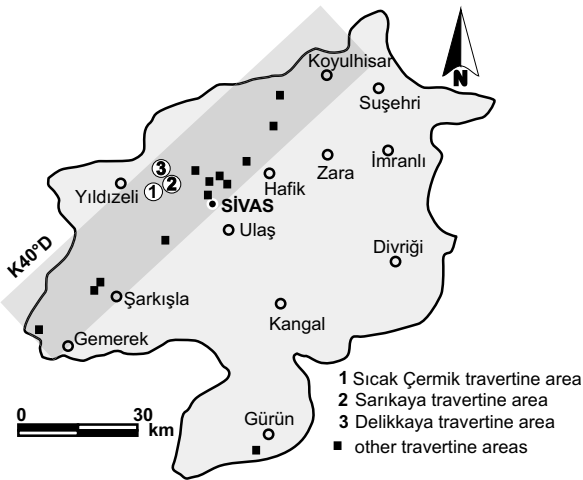 Koyulhisar
N
Suşehri
İmranlı
Zara
Hafik
3
2
1
Yıldızeli
SİVAS
Ulaş
K40°D
Divriği
Şarkışla
Kangal
Gemerek
1 Sıcak Çermik travertine area
2 Sarıkaya travertine area
3 Delikkaya travertine area
other travertine areas
0 30
km
Gürün